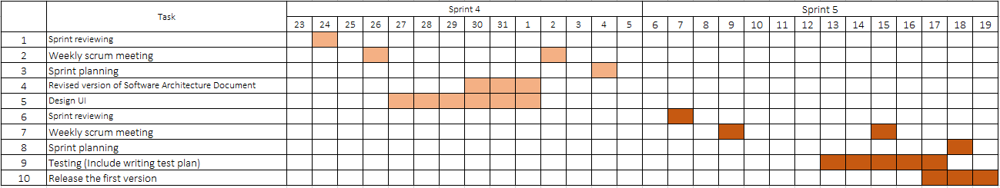 Task Sprint 4 Sprint 5
23 24 25 26 27 28 29 30 31 1 2 3 4 5 6 7 8 9 10 11 12 13 14 15 16 17 18 19
1 Sprint reviewing
2 Weekly scrum meeting
3 Sprint planning
4 Revised version of Software Architecture Document
5 Design UI
6 Sprint reviewing
7 Weekly scrum meeting
8 Sprint planning
9 Testing (Include writing test plan)
10 Release the first version